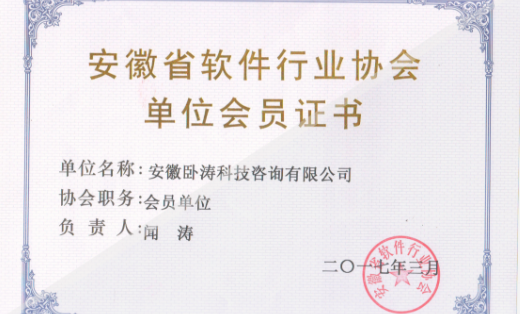 安徽省软件行业协会
单位会员证书
单位名称：安徽卧涛科技咨询有限公司
协会职务：会员单位
负责人：闻涛
二〇一七年三月
安徽省软件行业协会